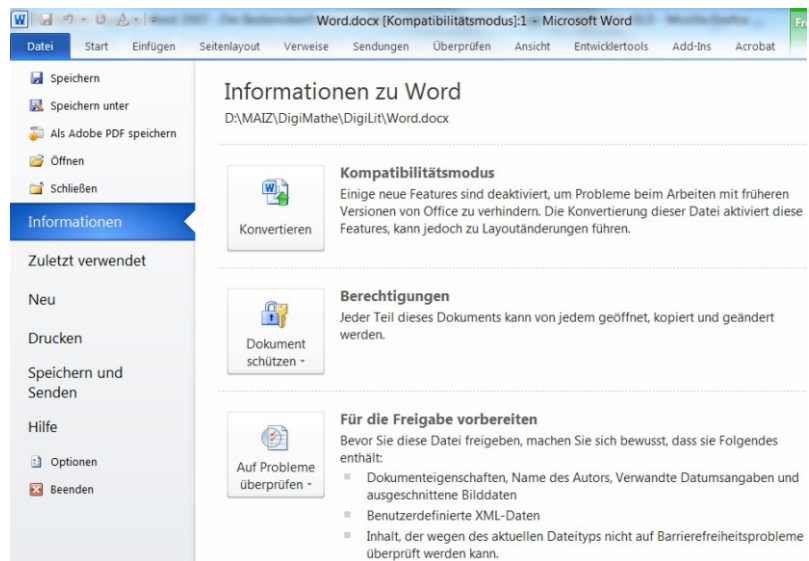 Word.docx [Kompatibilitätsmodus]:1 - Microsoft Word
Datei Start Einfügen Seitenlayout Verweise Sendungen Überprüfen Ansicht Entwicklertools Add-Ins Acrobat
Speichern
Speichern unter
Als Adobe PDF speichern
Öffnen
Schließen
Informationen
Zuletzt verwendet
Neu
Drucken
Speichern und
Senden
Hilfe
Optionen
Beenden
Informationen zu Word
D:\MAIZ\DigiMathe\DigiLit\Word.docx
Konvertieren
Kompatibilitätsmodus
Einige neue Features sind deaktiviert, um Probleme beim Arbeiten mit früheren
Versionen von Office zu verhindern. Die Konvertierung dieser Datei aktiviert diese
Features, kann jedoch zu Layoutänderungen führen.
Dokument
schützen
Berechtigungen
Jeder Teil dieses Dokuments kann von jedem geöffnet, kopiert und geändert
werden.
Auf Probleme
überprüfen
Für die Freigabe vorbereiten
Bevor Sie diese Datei freigeben, machen Sie sich bewusst, dass sie Folgendes
enthält:
Dokumenteigenschaften, Name des Autors, Verwandte Datumsangaben und
ausgeschnittene Bilddaten
Benutzerdefinierte XML-Daten
Inhalt, der wegen des aktuellen Dateityps nicht auf Barrierefreiheitsprobleme
überprüft werden kann.